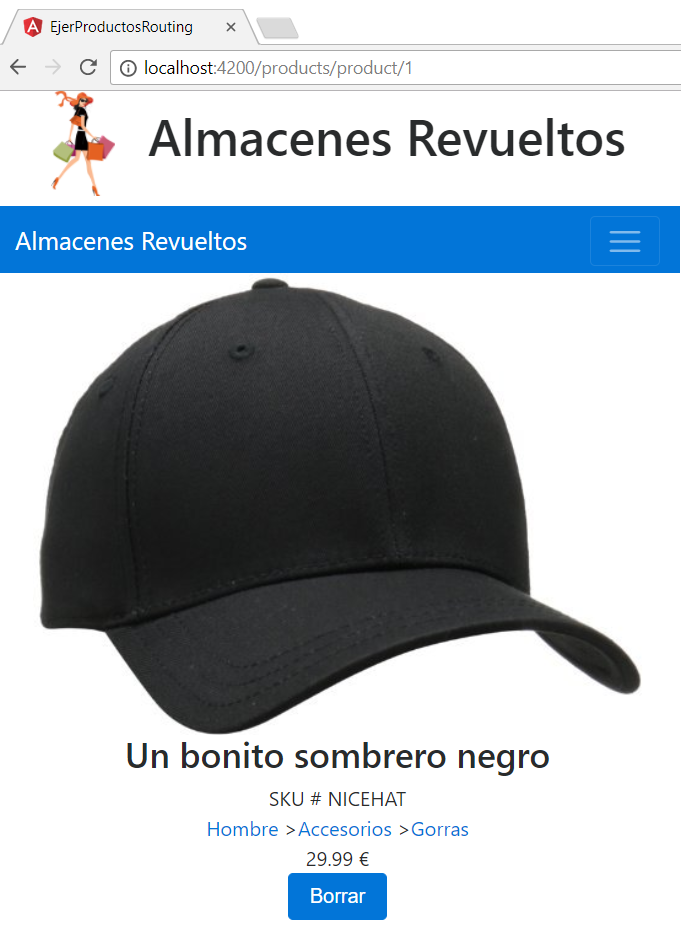 EjerProductosRouting
localhost:4200/products/product/1
Almacenes Revueltos
Almacenes Revueltos
Un bonito sombrero negro
SKU # NICEHAT
Hombre >Accesorios >Gorras
29.99 €
Borrar